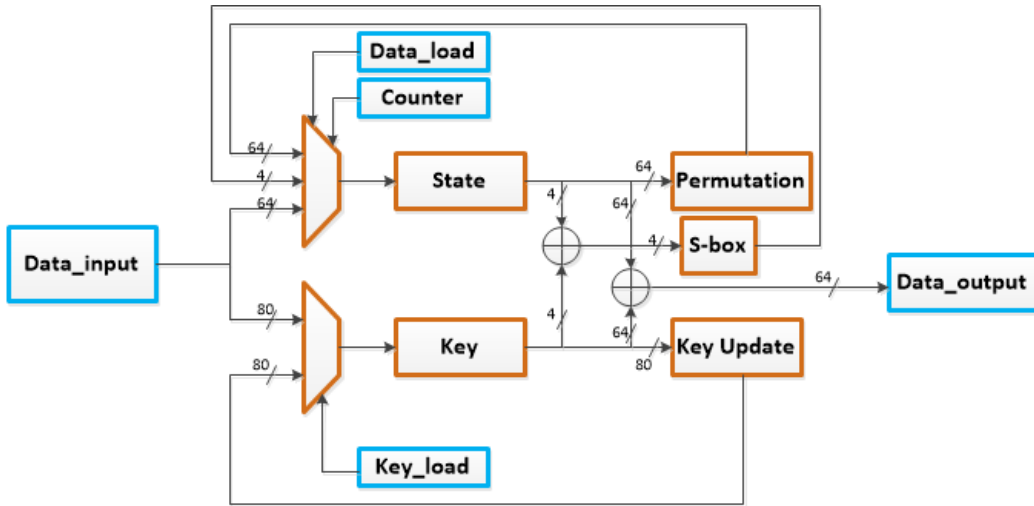 Data_load
Counter
64
4
64
State
4
64
64
Permutation
Data_input
4
S-box
64
Data_output
80
80
Key
4
64
80
Key Update
Key_load